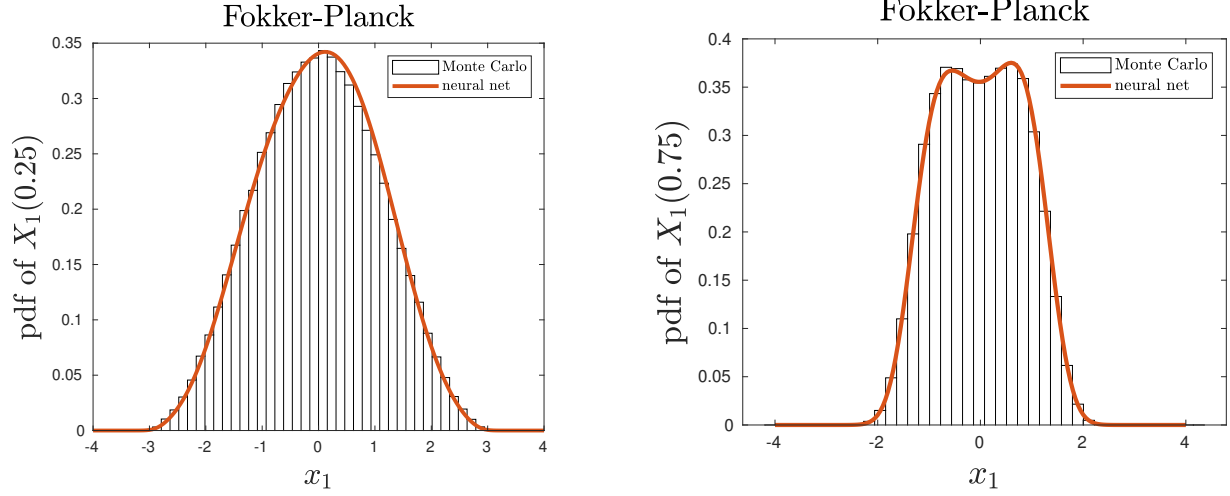 Fokker-Planck
pdf of X₁(0.25)
0.35
0.3
0.25
0.2
0.15
0.1
0.05
0
Monte Carlo
neural net
-4 -3 -2 -1 0 1 2 3 4
x₁
Fokker-Planck
pdf of X₁(0.75)
0.4
0.35
0.3
0.25
0.2
0.15
0.1
0.05
0
Monte Carlo
neural net
-4 -2 0 2 4
x₁